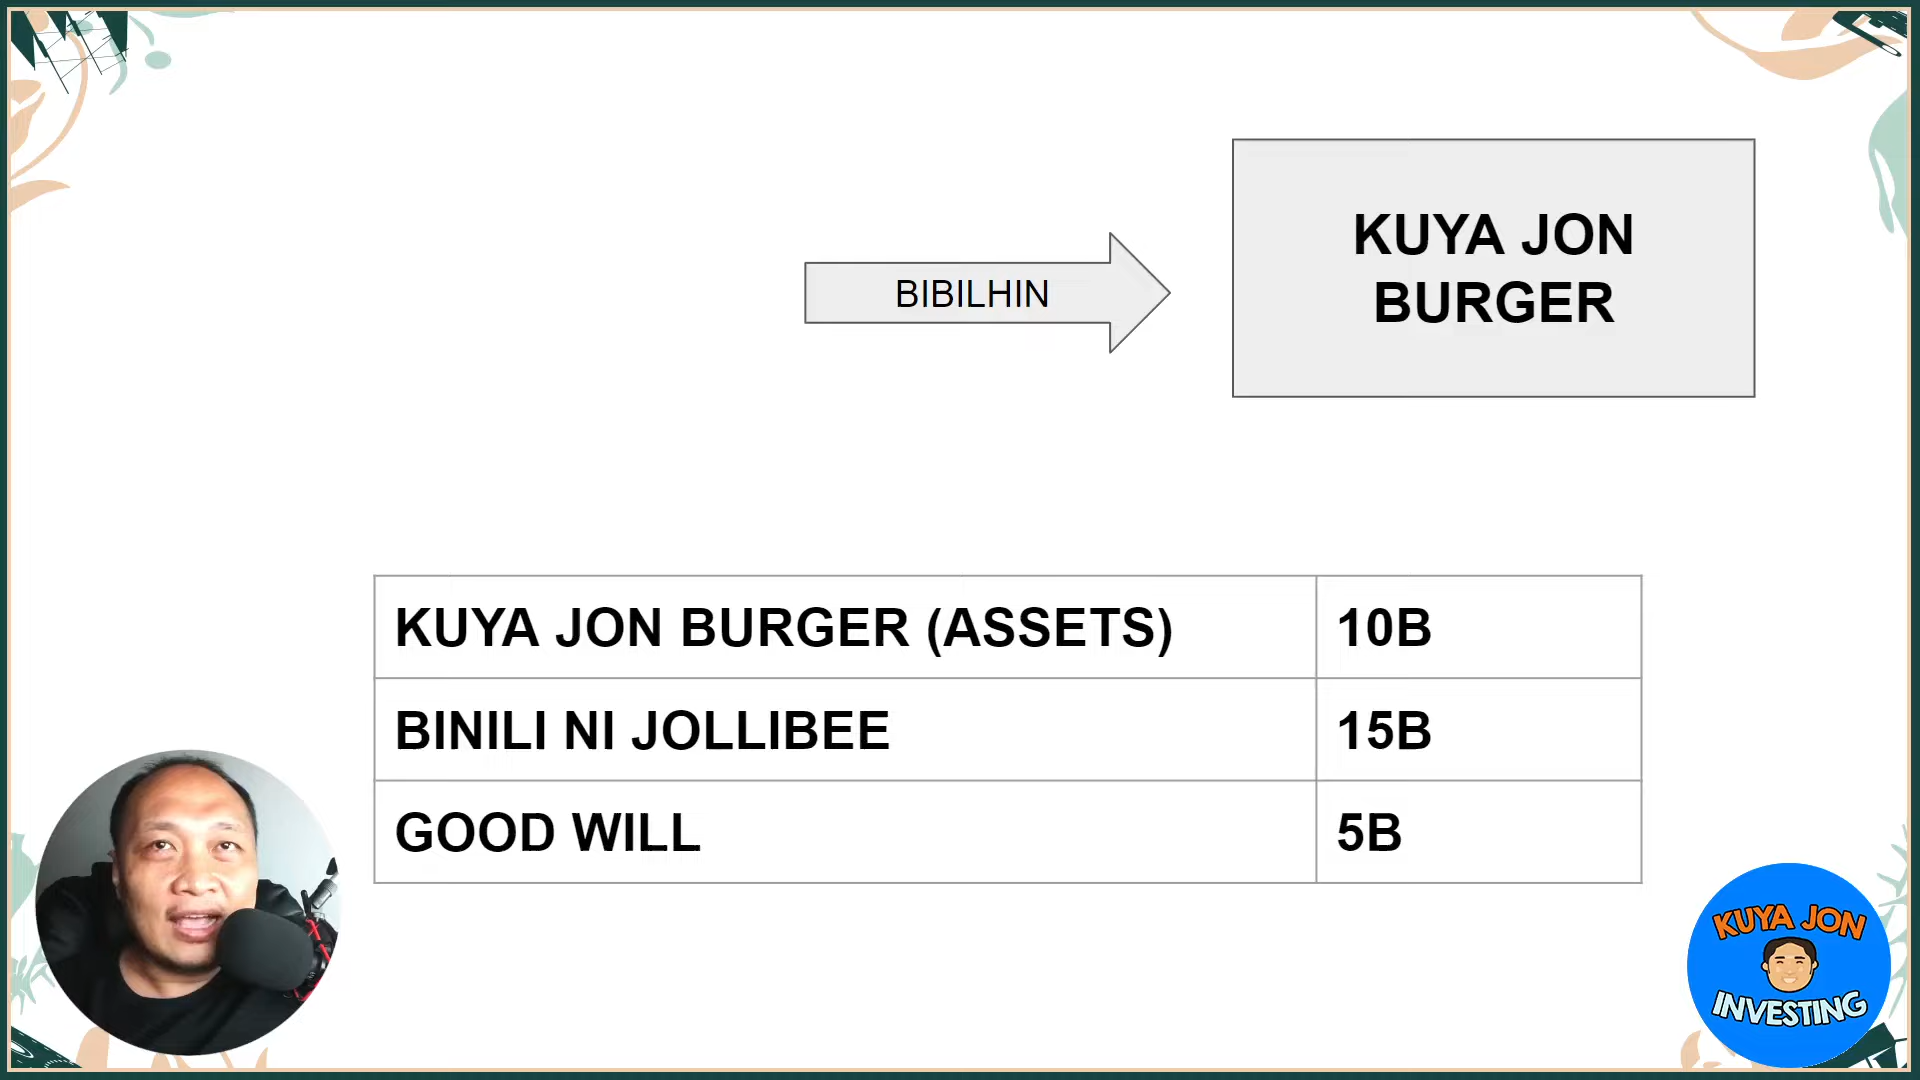 BIBILHIN
KUYA JON
BURGER
KUYA JON BURGER (ASSETS) 10B
BINILI NI JOLLIBEE 15B
GOOD WILL 5B
KUYA JON
INVESTING